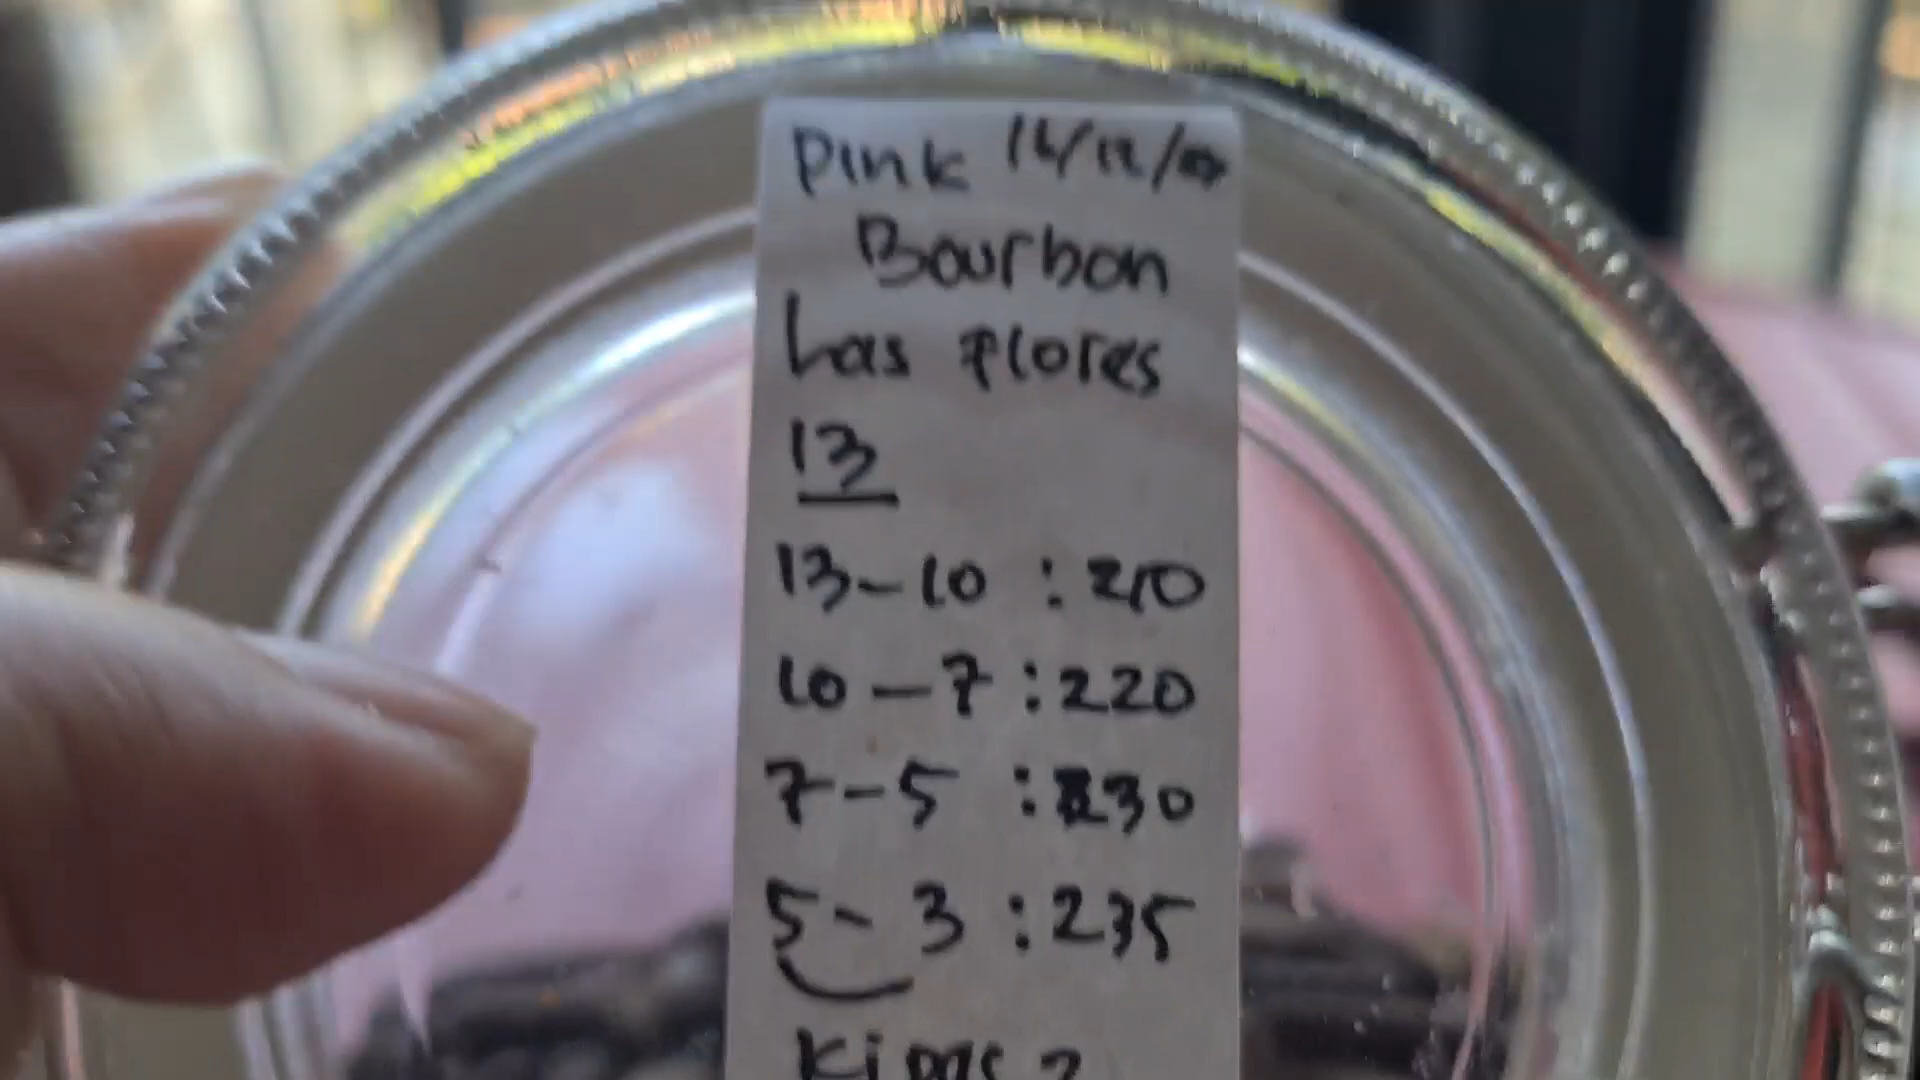 Pink
Bourbon
Las flores
13
13-10 : 210
10-7 : 220
7-5 : 230
5-3 : 235